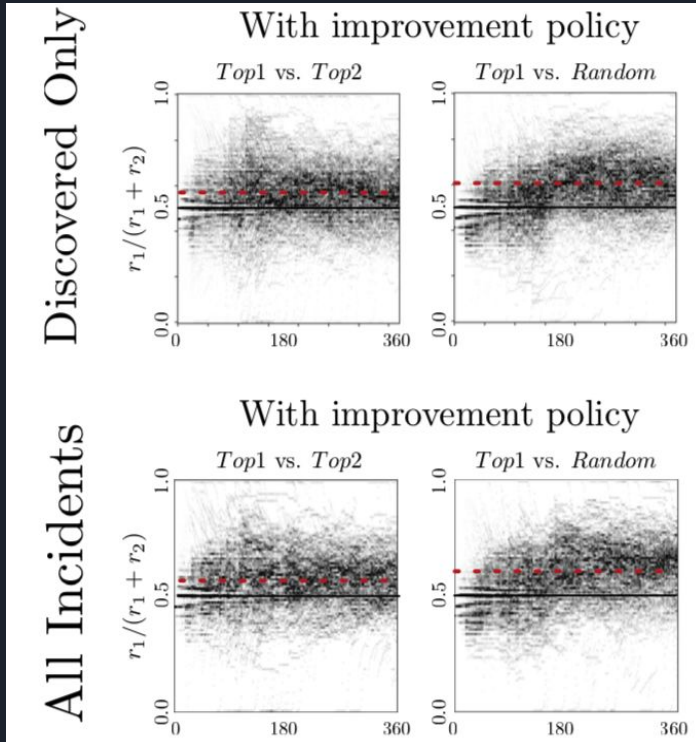 Discovered Only
With improvement policy
Top1 vs. Top2
Top1 vs. Random
r₁/(r₁ + r₂)
1.0
0.5
0.0
0 180 360
1.0
0.5
0.0
0 180 360
All Incidents
With improvement policy
Top1 vs. Top2
Top1 vs. Random
r₁/(r₁ + r₂)
1.0
0.5
0.0
0 180 360
1.0
0.5
0.0
0 180 360